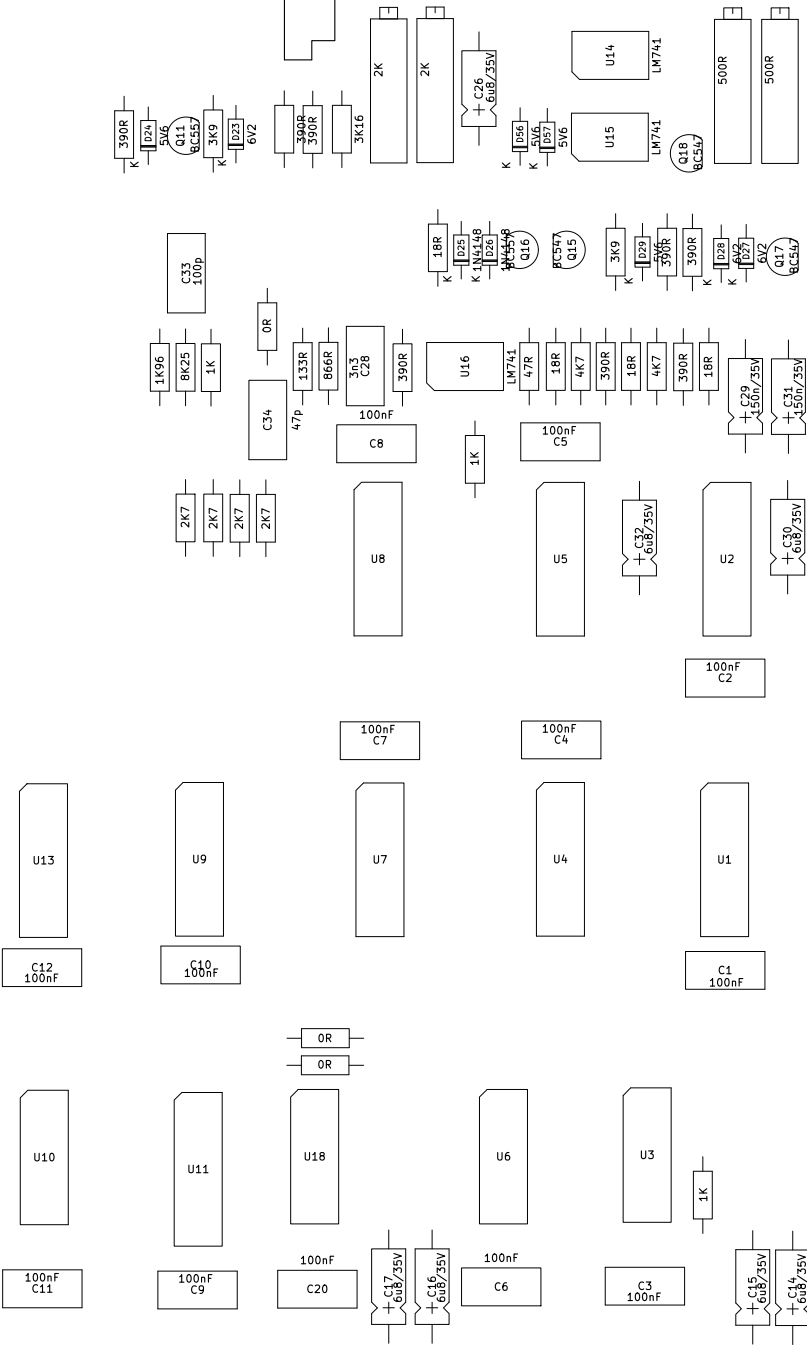 2K
2K
C26
6u8/35V
U14
LM741
500R
500R
390R
K
D24
5V6
Q11
BC557
3K9
K
D23
6V2
390R
390R
3K16
D56
K
5V6
D57
K
5V6
U15
LM741
Q18
BC547
C33
100p
18R
K
D25
K
1N4148
D26
1N4148
BC557
Q16
BC547
Q15
3K9
K
D29
5V6
390R
390R
K
D28
K
6V2
D27
6V2
Q17
BC547
0R
1K96
8K25
1K
133R
866R
3n3
C28
390R
U16
LM741
47R
18R
4K7
390R
18R
4K7
390R
18R
C29
150n/35V
C31
150n/35V
C34
47p
100nF
C8
1K
100nF
C5
2K7
2K7
2K7
2K7
U8
U5
C32
6u8/35V
U2
C30
6u8/35V
100nF
C2
100nF
C7
100nF
C4
U13
U9
U7
U4
U1
C12
100nF
C10
100nF
C1
100nF
0R
0R
U10
U11
U18
U6
U3
1K
100nF
C11
100nF
C9
100nF
C20
C17
6u8/35V
C16
6u8/35V
100nF
C6
C3
100nF
C15
6u8/35V
C14
6u8/35V